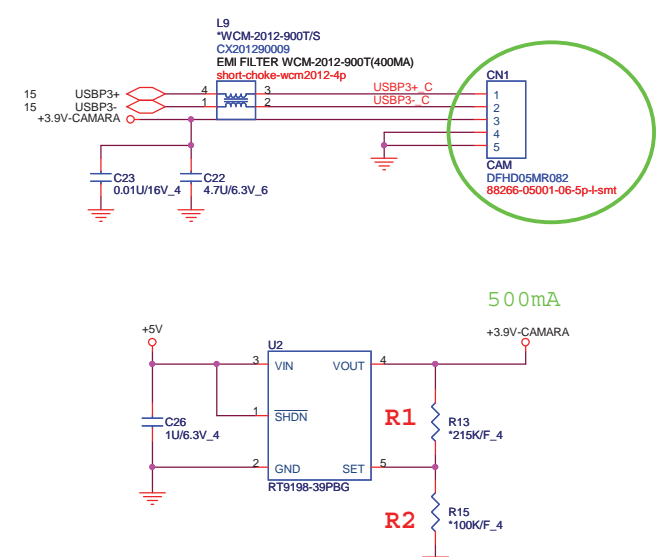 L9
*WCM-2012-900T/S
CX201290009
EMI FILTER WCM-2012-900T(400MA)
short-choke-wcm2012-4p
15 USBP3+ 4 3 USBP3+_C
15 USBP3- 1 2 USBP3-_C
+3.9V-CAMARA
CN1
1
2
3
4
5
CAM
DFHD05MR082
88266-05001-06-5p-l-smt
C23
0.01U/16V_4
C22
4.7U/6.3V_6
500mA
+5V
+3.9V-CAMARA
U2
3 VIN VOUT 4
1 SHDN
2 GND SET 5
RT9198-39PBG
C26
1U/6.3V_4
R1
R13
*215K/F_4
R2
R15
*100K/F_4